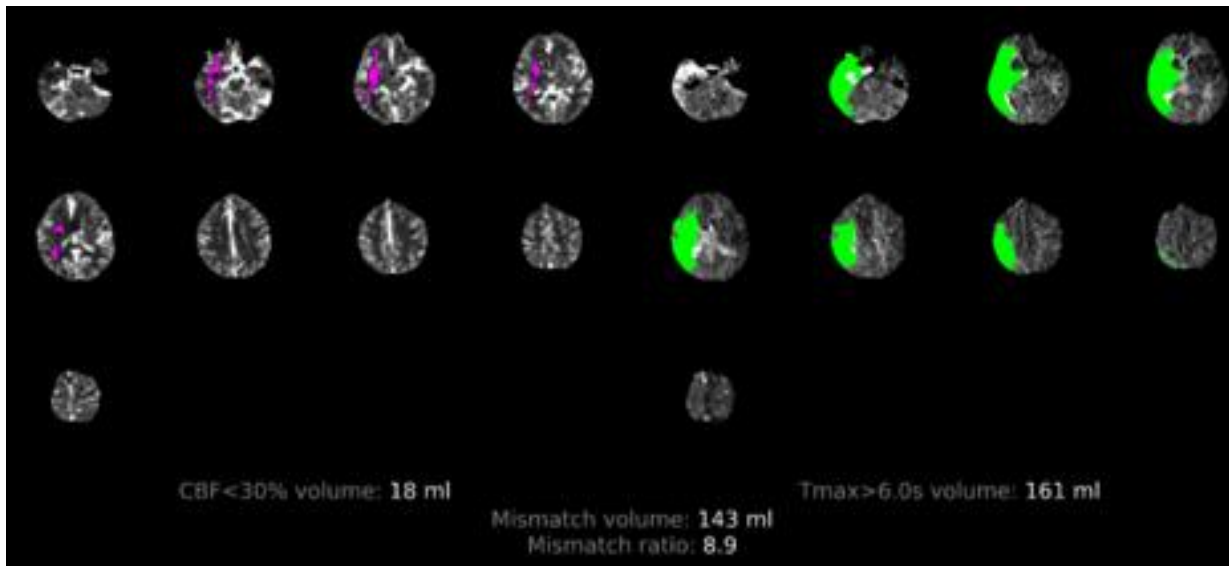 CBF<30% volume: 18 ml
Tmax>6.0s volume: 161 ml
Mismatch volume: 143 ml
Mismatch ratio: 8.9